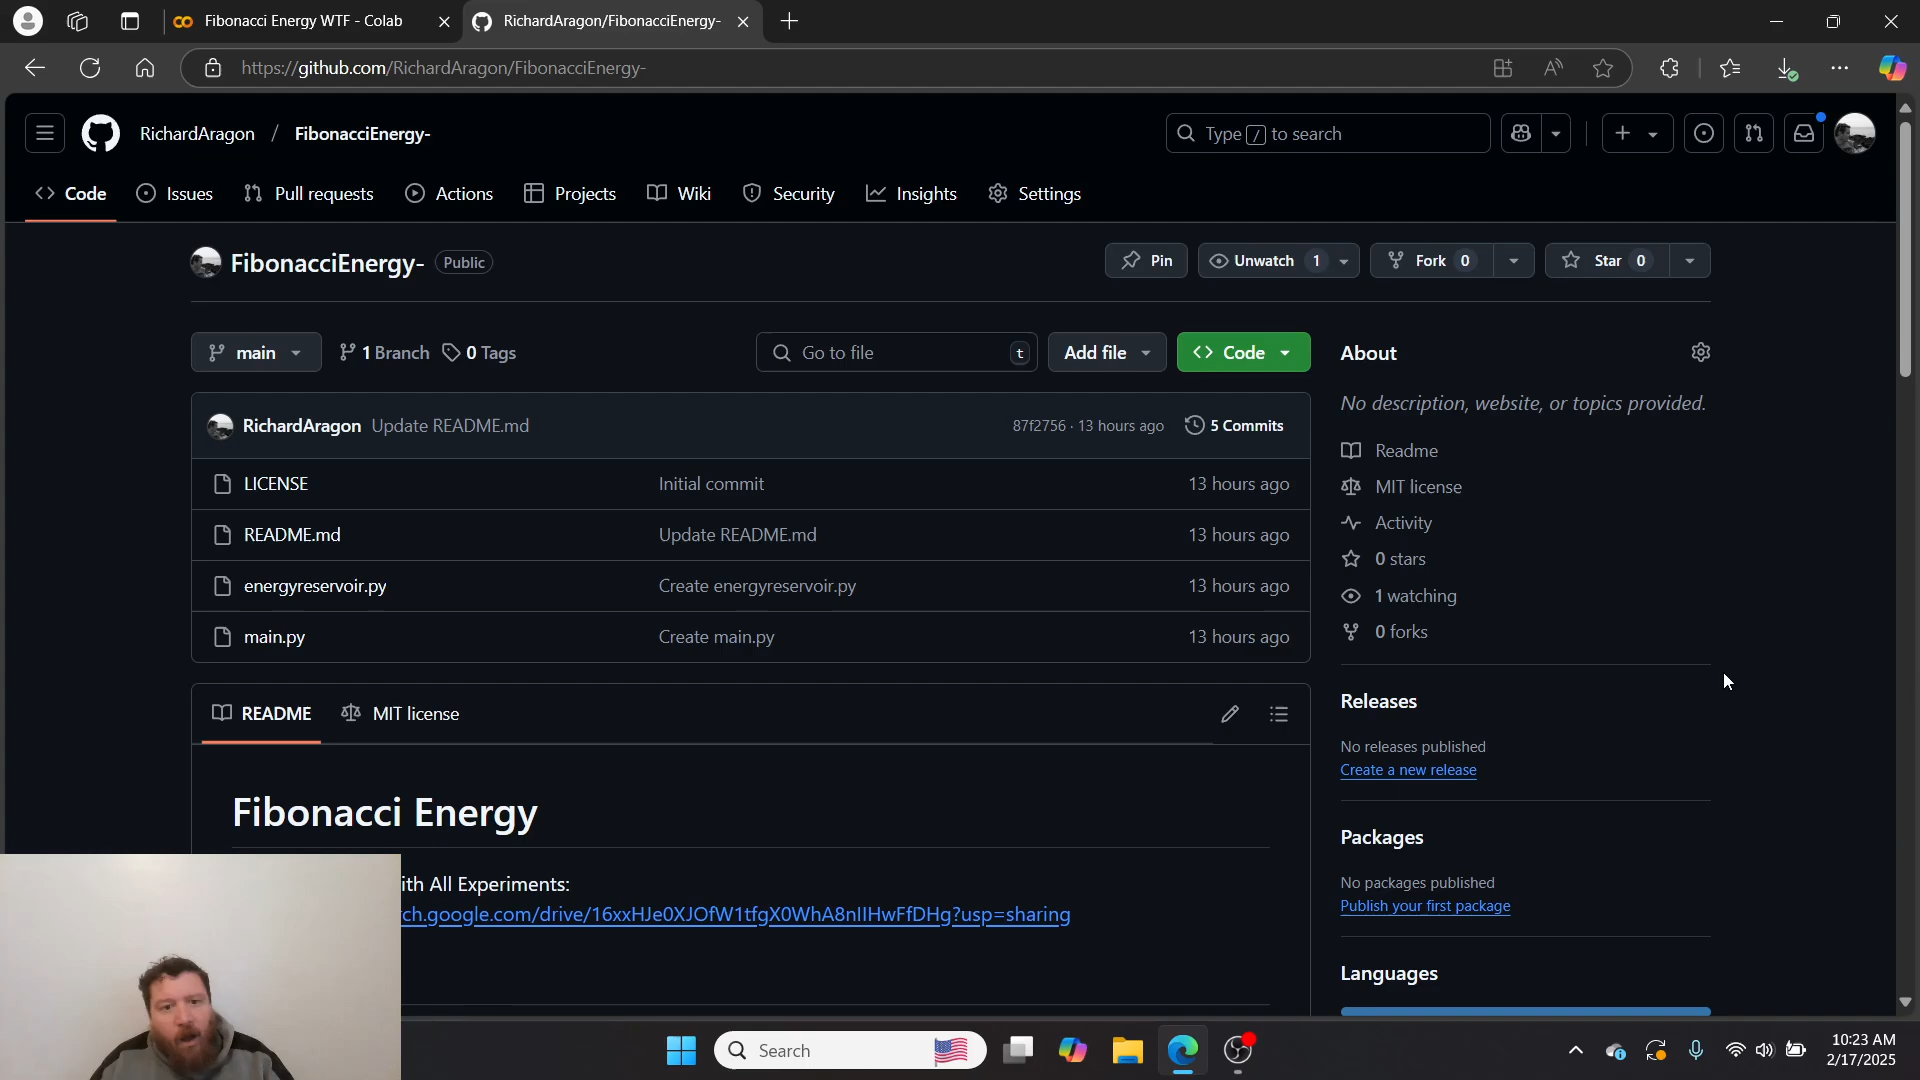 Fibonacci Energy WTF - Colab
RichardAragon/FibonacciEnergy-
https://github.com/RichardAragon/FibonacciEnergy-
RichardAragon / FibonacciEnergy-
Type / to search
Code
Issues
Pull requests
Actions
Projects
Wiki
Security
Insights
Settings
FibonacciEnergy-
Public
Pin
Unwatch 1
Fork 0
Star 0
main
1 Branch
0 Tags
Go to file
t
Add file
Code
RichardAragon Update README.md
87f2756 · 13 hours ago
5 Commits
LICENSE
Initial commit
13 hours ago
README.md
Update README.md
13 hours ago
energyreservoir.py
Create energyreservoir.py
13 hours ago
main.py
Create main.py
13 hours ago
README
MIT license
Fibonacci Energy
ith All Experiments:
ch.google.com/drive/16xxHJe0XJOfW1tfgX0WhA8nlIHwFfDHg?usp=sharing
About
No description, website, or topics provided.
Readme
MIT license
Activity
0 stars
1 watching
0 forks
Releases
No releases published
Create a new release
Packages
No packages published
Publish your first package
Languages
Search
10:23 AM
2/17/2025